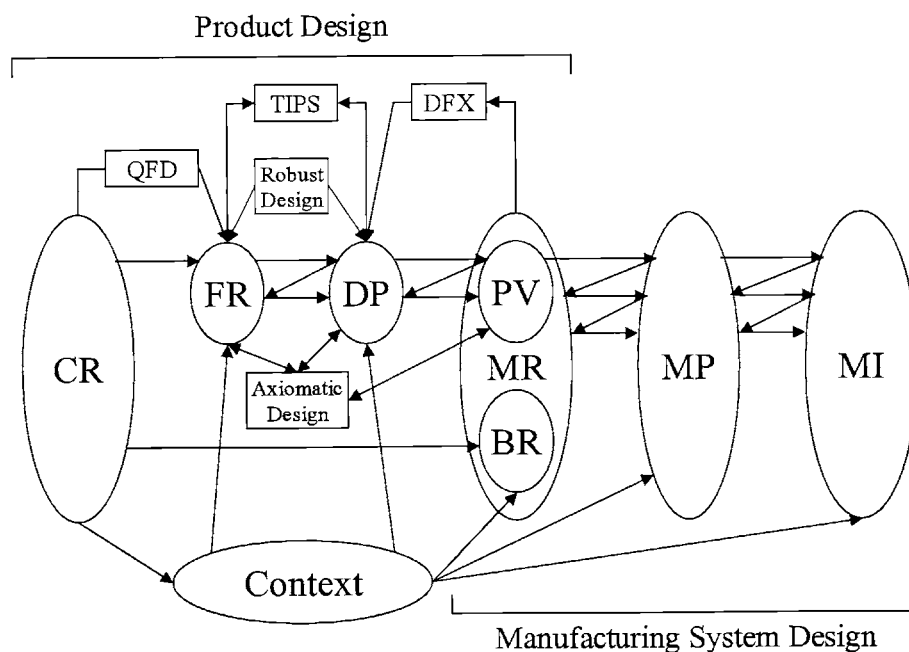 Product Design
TIPS
DFX
QFD
Robust
Design
FR
DP
PV
CR
MR
MP
MI
Axiomatic
Design
BR
Context
Manufacturing System Design